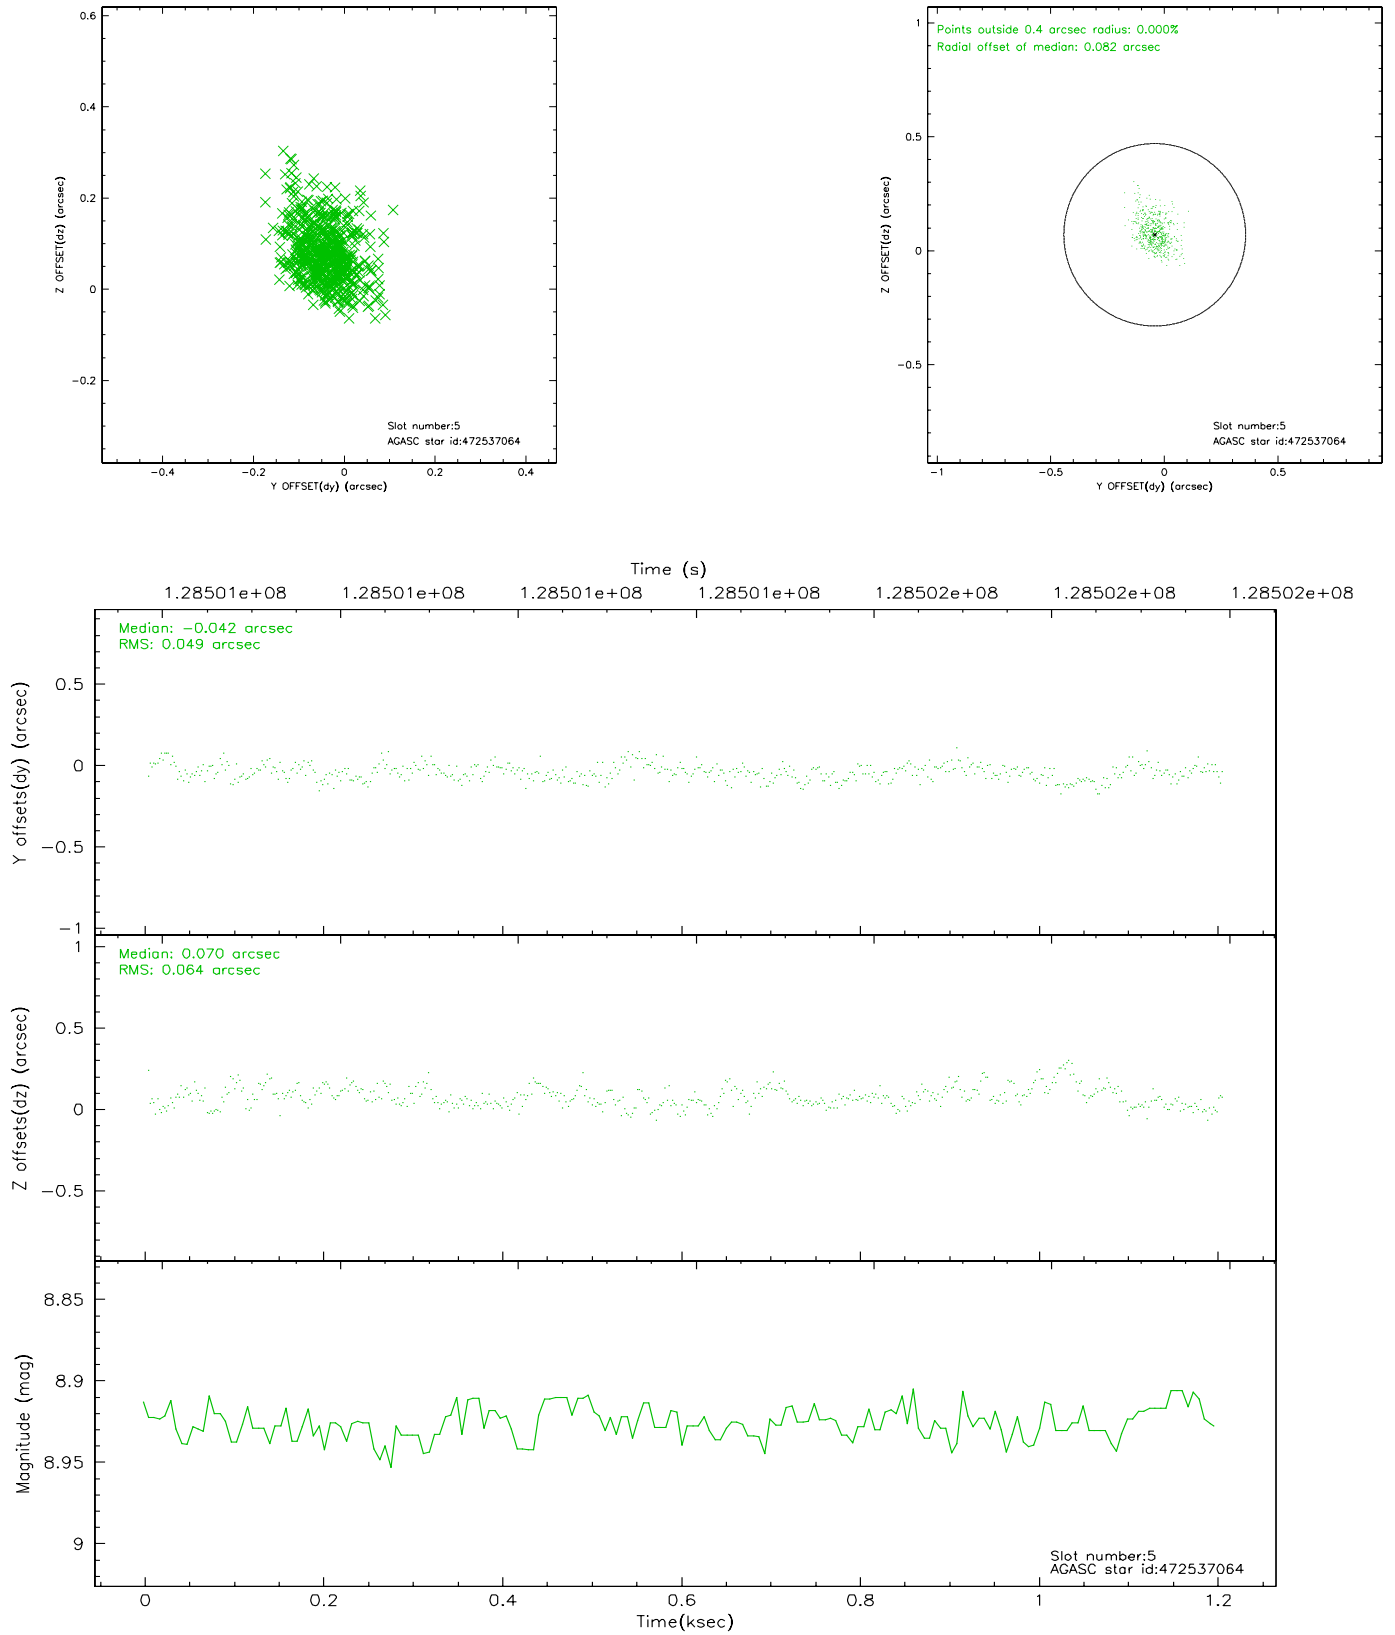 0.6
0.4
0.2
0
−0.2
Z OFFSET(dz) (arcsec)
Slot number:5
AGASC star id:472537064
−0.4 −0.2 0 0.2 0.4
Y OFFSET(dy) (arcsec)
Points outside 0.4 arcsec radius: 0.000%
Radial offset of median: 0.082 arcsec
1
0.5
0
−0.5
Z OFFSET(dz) (arcsec)
Slot number:5
AGASC star id:472537064
−1 −0.5 0 0.5
Y OFFSET(dy) (arcsec)
Time (s)
1.28501e+08 1.28501e+08 1.28501e+08 1.28501e+08 1.28502e+08 1.28502e+08 1.28502e+08
Median: −0.042 arcsec
RMS: 0.049 arcsec
0.5
0
−0.5
−1
Y offsets(dy) (arcsec)
Median: 0.070 arcsec
RMS: 0.064 arcsec
1
0.5
0
−0.5
Z offsets(dz) (arcsec)
8.85
8.9
8.95
9
Magnitude (mag)
Slot number:5
AGASC star id:472537064
0 0.2 0.4 0.6 0.8 1 1.2
Time(ksec)